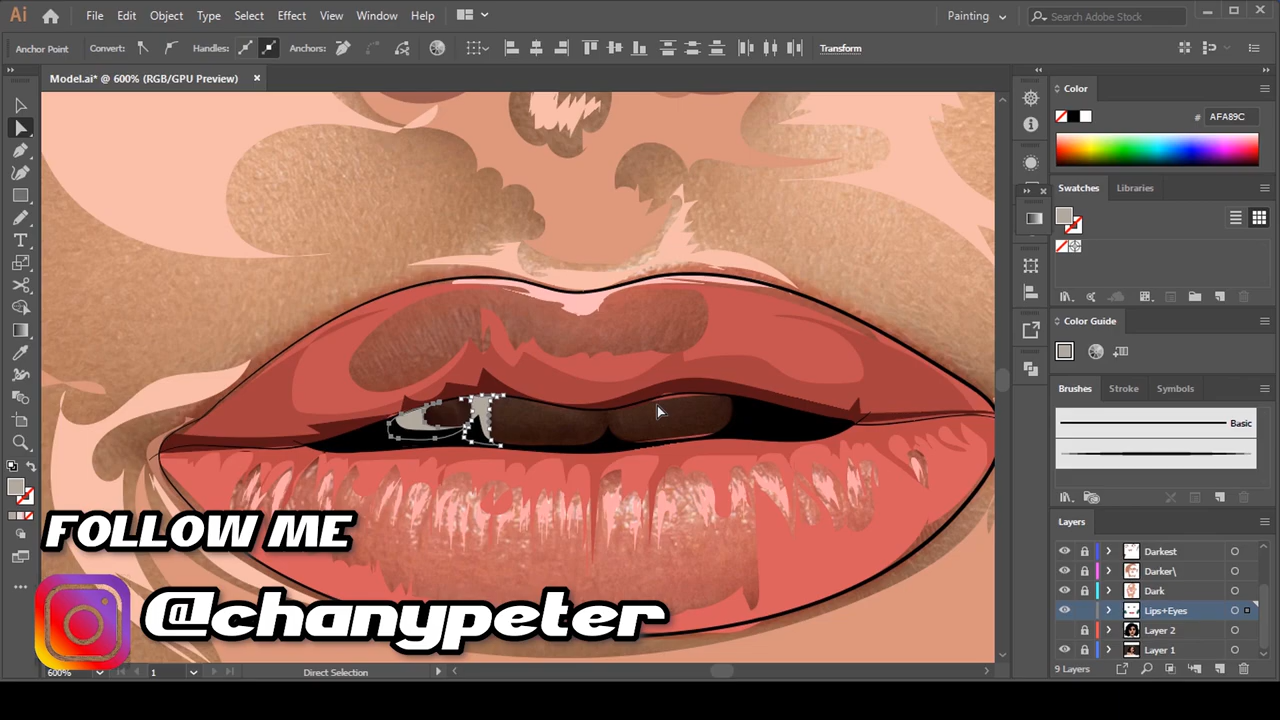 Ai
File Edit Object Type Select Effect View Window Help
Painting
Search Adobe Stock
Anchor Point Convert: Handles: Anchors: Transform
Model.ai* @ 600% (RGB/GPU Preview)
Color
# AFA89C
Swatches Libraries
Color Guide
Brushes Stroke Symbols
Basic
Layers
Darkest
Darker\
Dark
Lips+Eyes
Layer 2
Layer 1
9 Layers
FOLLOW ME
@chanypeter
600% 1 Direct Selection